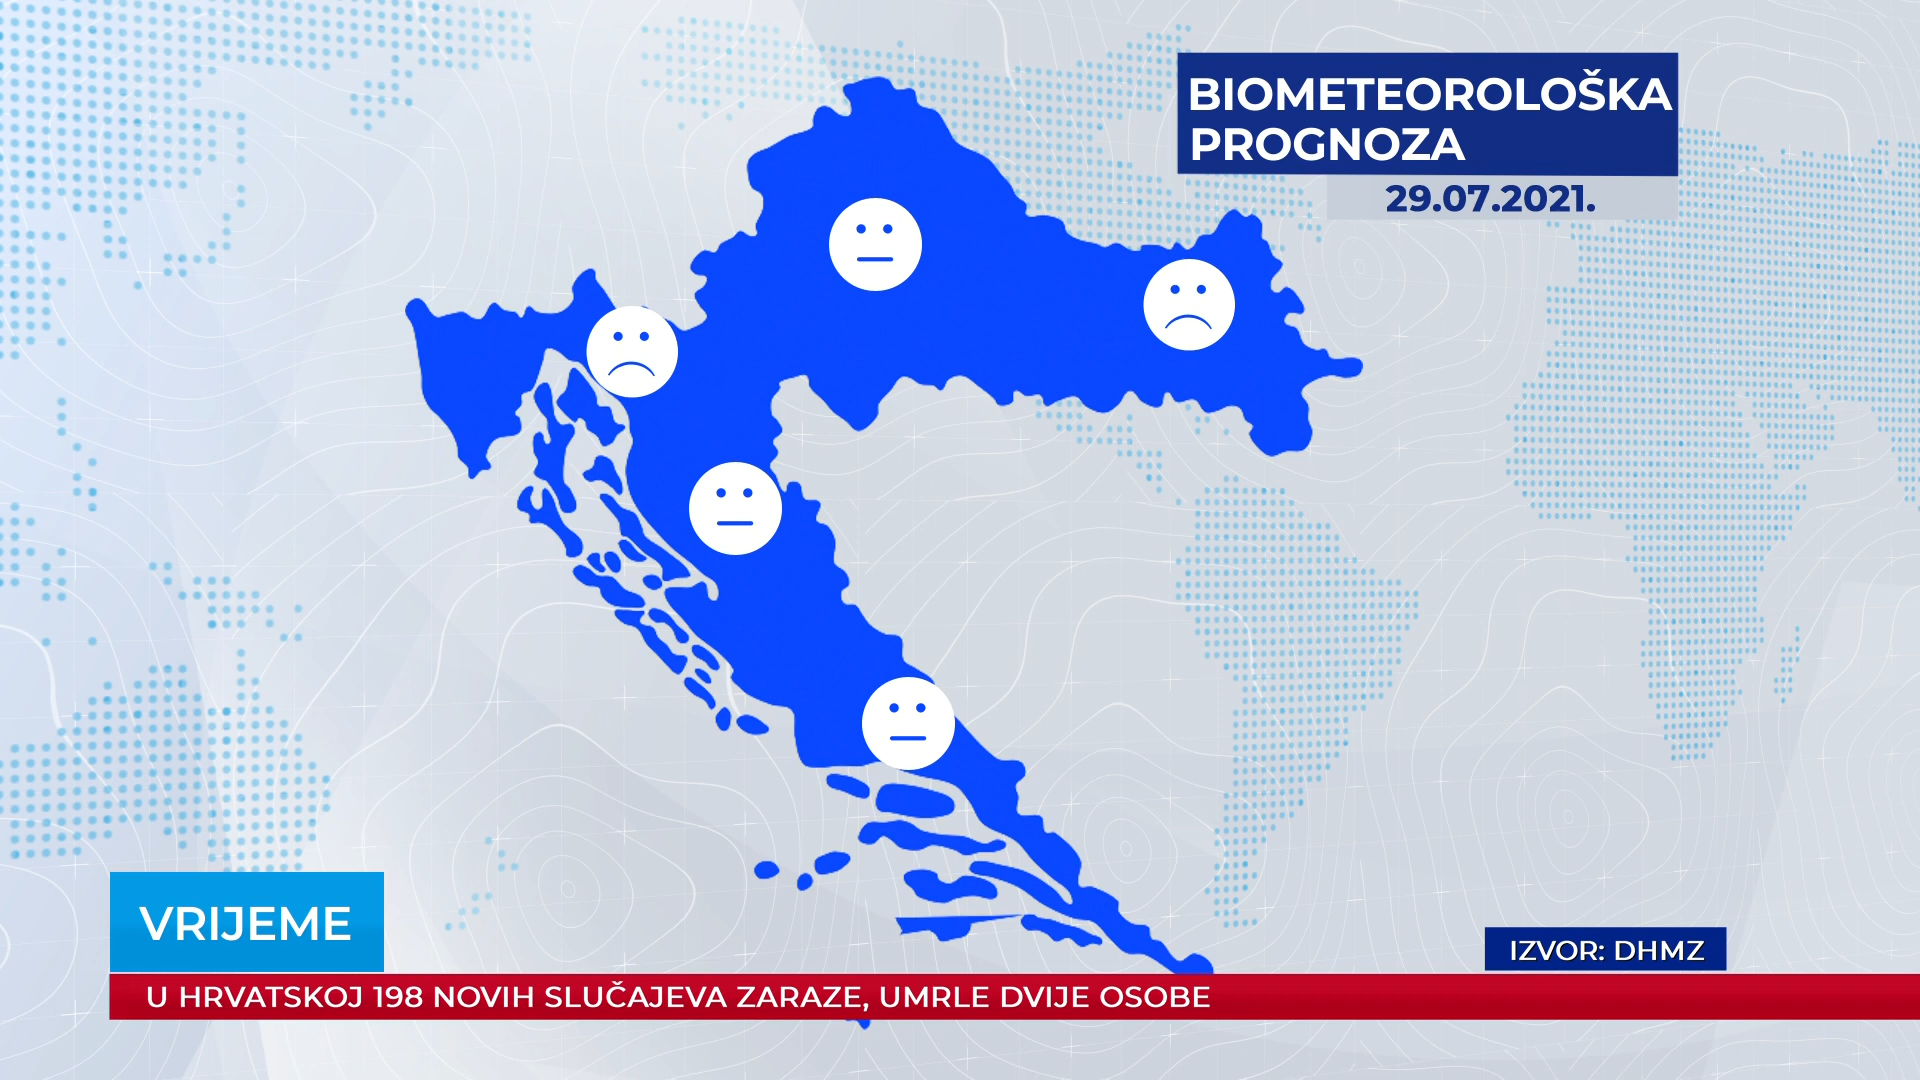 BIOMETEOROLOŠKA
PROGNOZA
29.07.2021.
VRIJEME
IZVOR: DHMZ
U HRVATSKOJ 198 NOVIH SLUČAJEVA ZARAZE, UMRLE DVIJE OSOBE